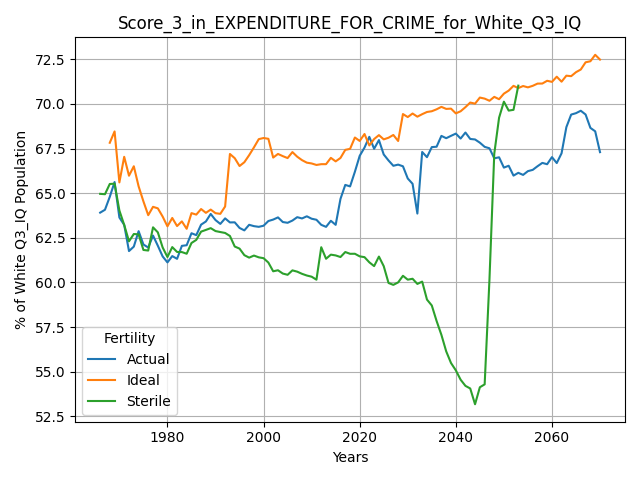 Score_3_in_EXPENDITURE_FOR_CRIME_for_White_Q3_IQ
% of White Q3_IQ Population
72.5
70.0
67.5
65.0
62.5
60.0
57.5
55.0
52.5
Fertility
Actual
Ideal
Sterile
1980
2000
2020
2040
2060
Years